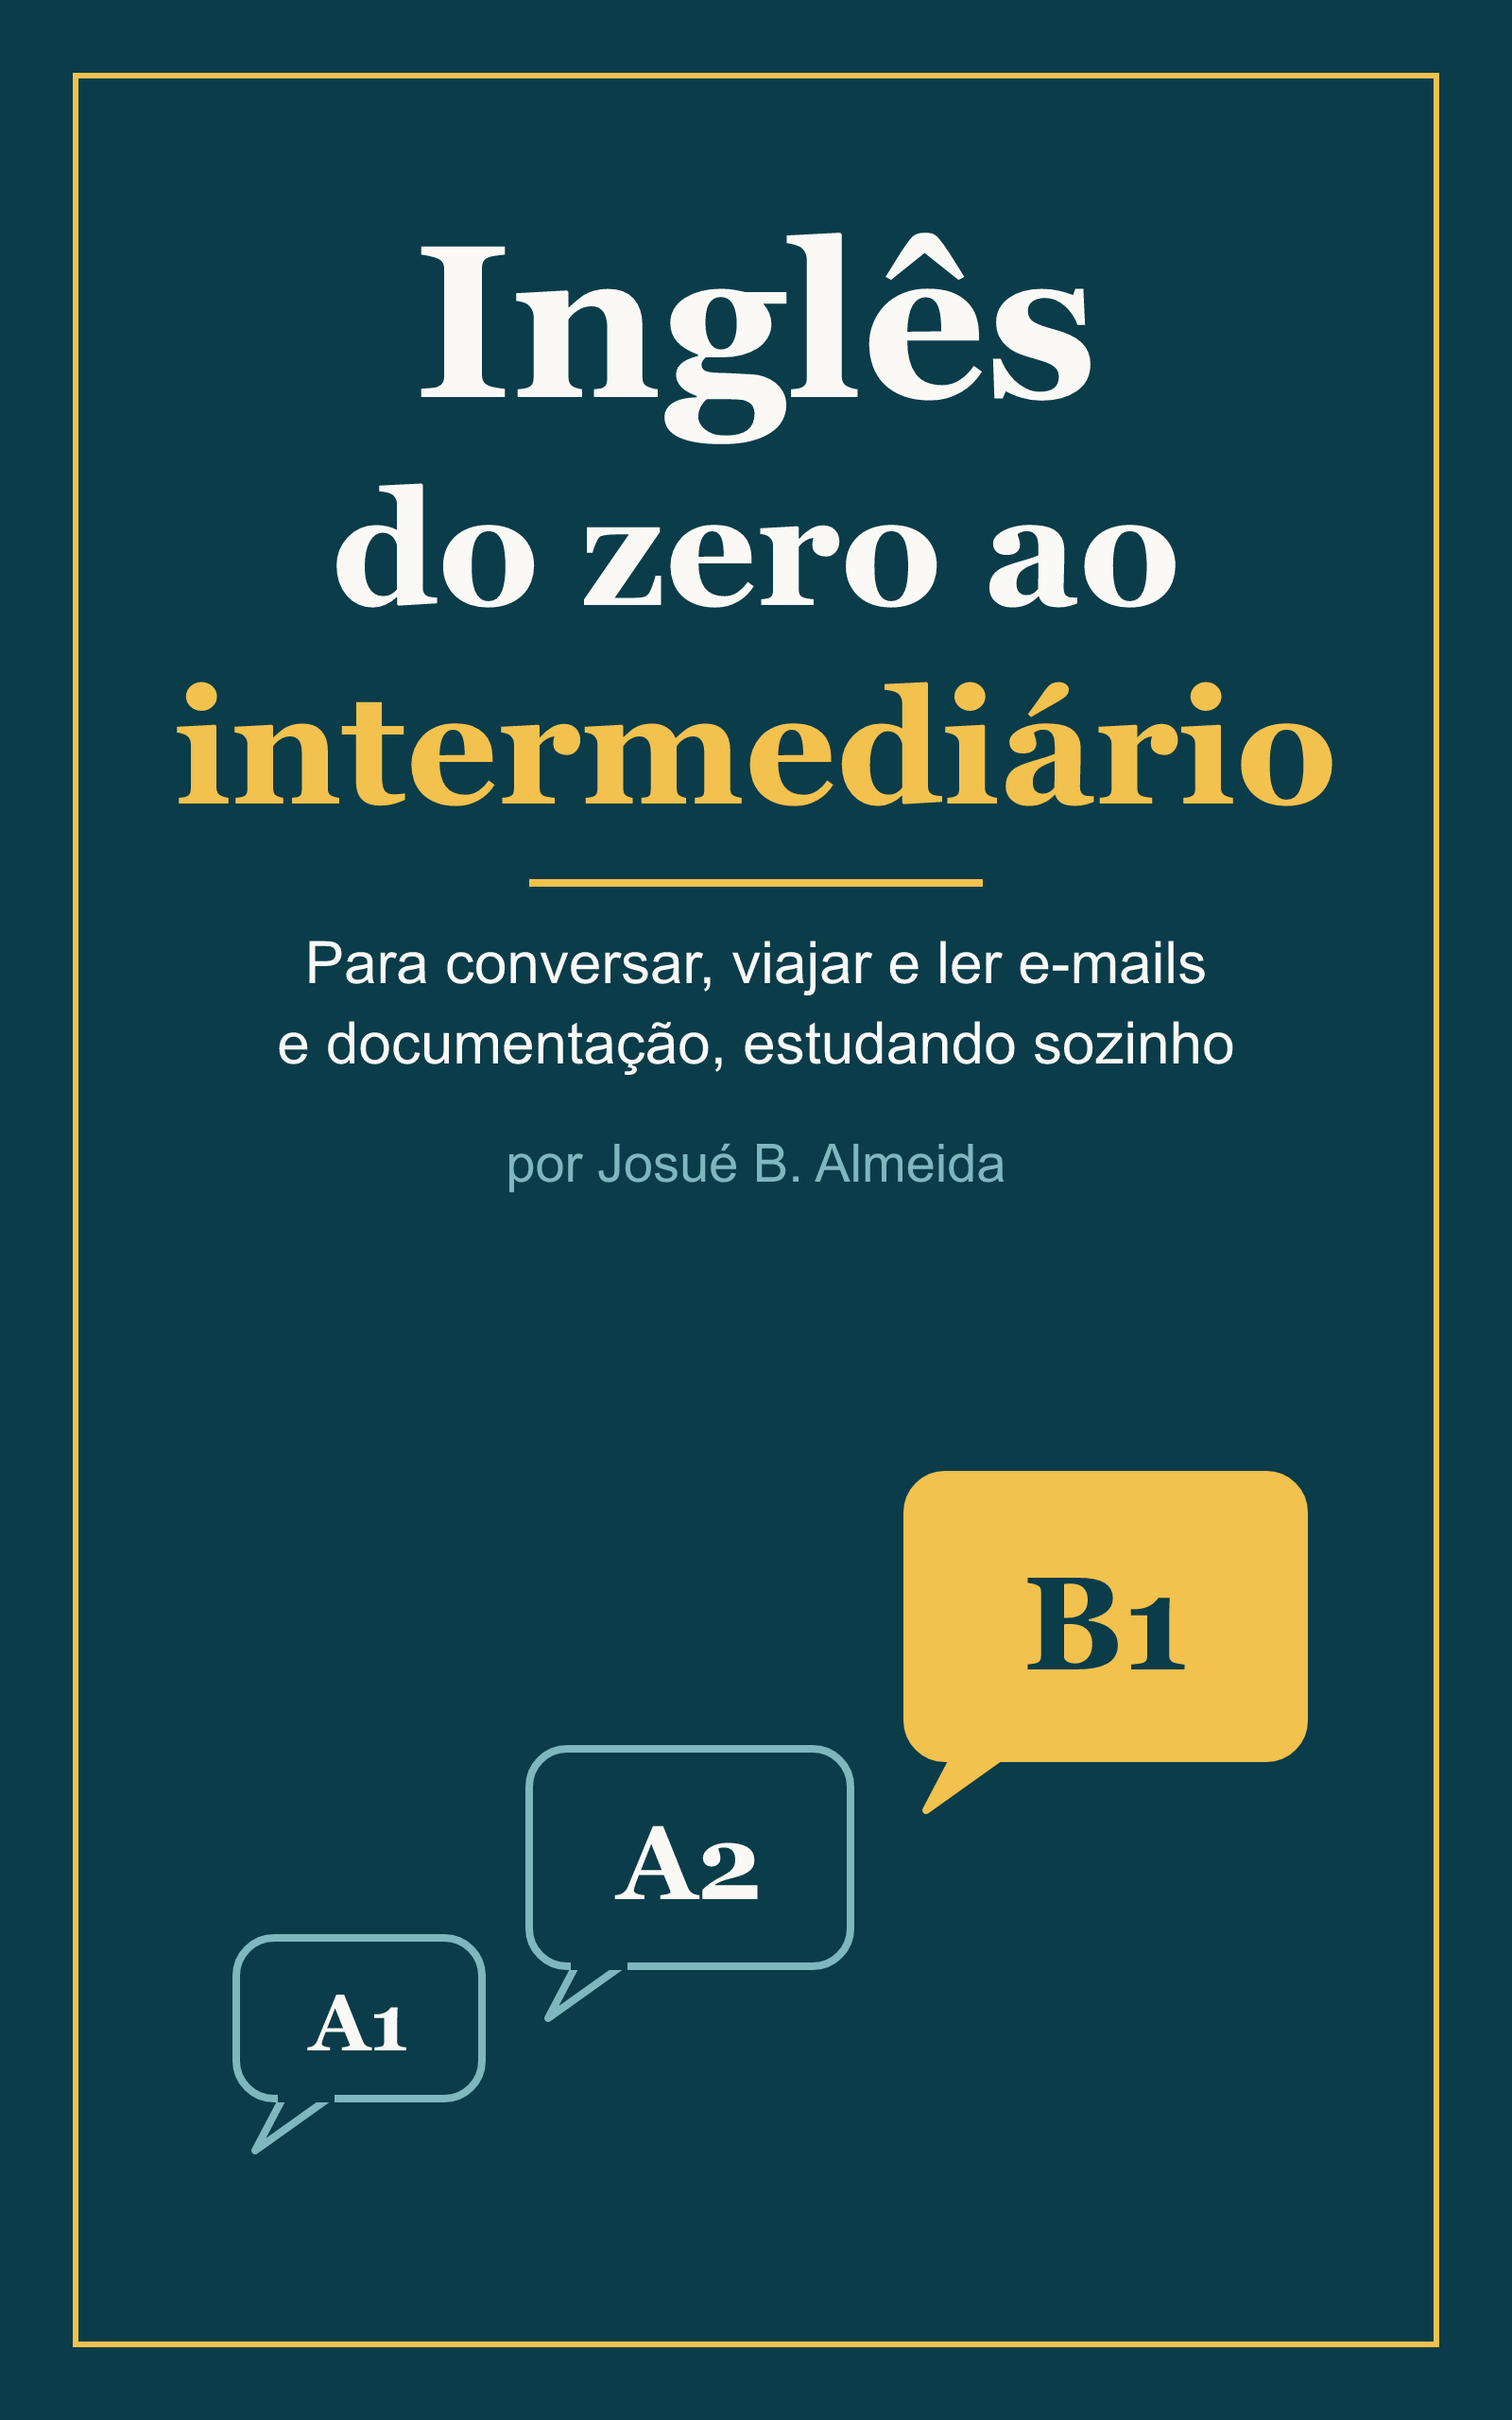 Inglês
do zero ao
intermediário
Para conversar, viajar e ler e-mails
e documentação, estudando sozinho
por Josué B. Almeida
B1
A2
A1